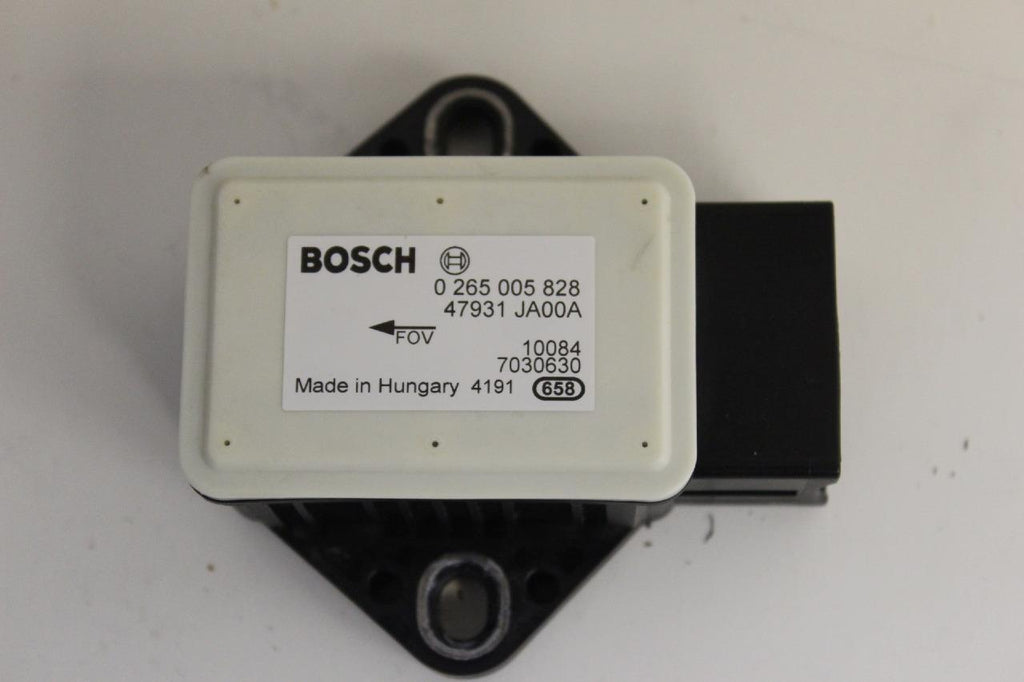 BOSCH
0 265 005 828
47931 JA00A
FOV
10084
7030630
Made in Hungary 4191 658